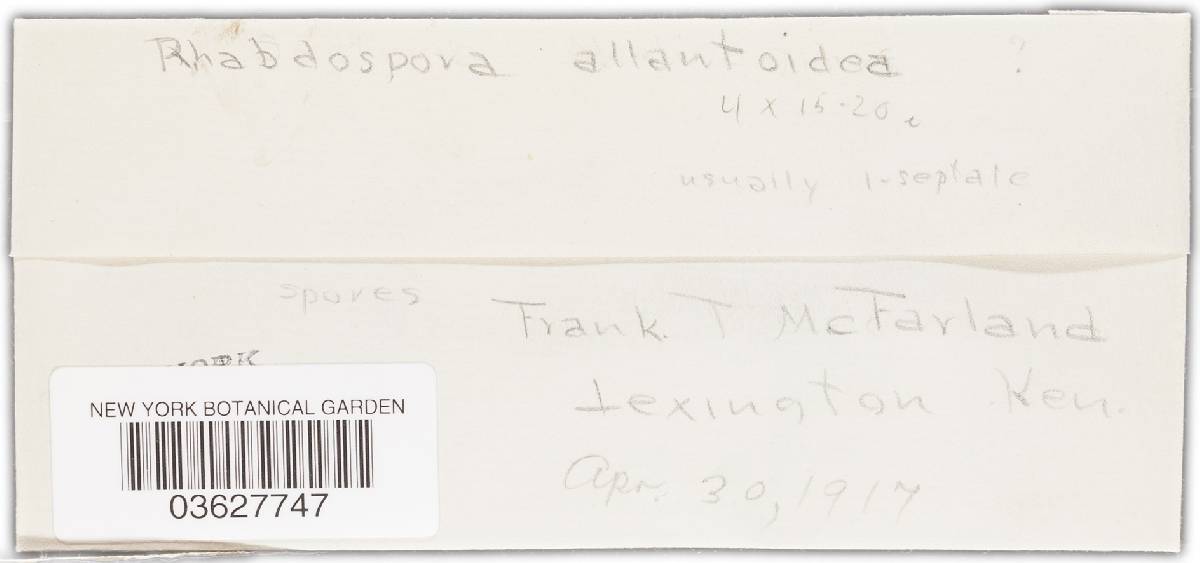 Rhabdospora allantoidea ?
4 x 15-20
usually 1-septate
spores
Frank. T McFarland
Lexington Ken.
Apr. 30, 1917
YORK
NEW YORK BOTANICAL GARDEN
03627747